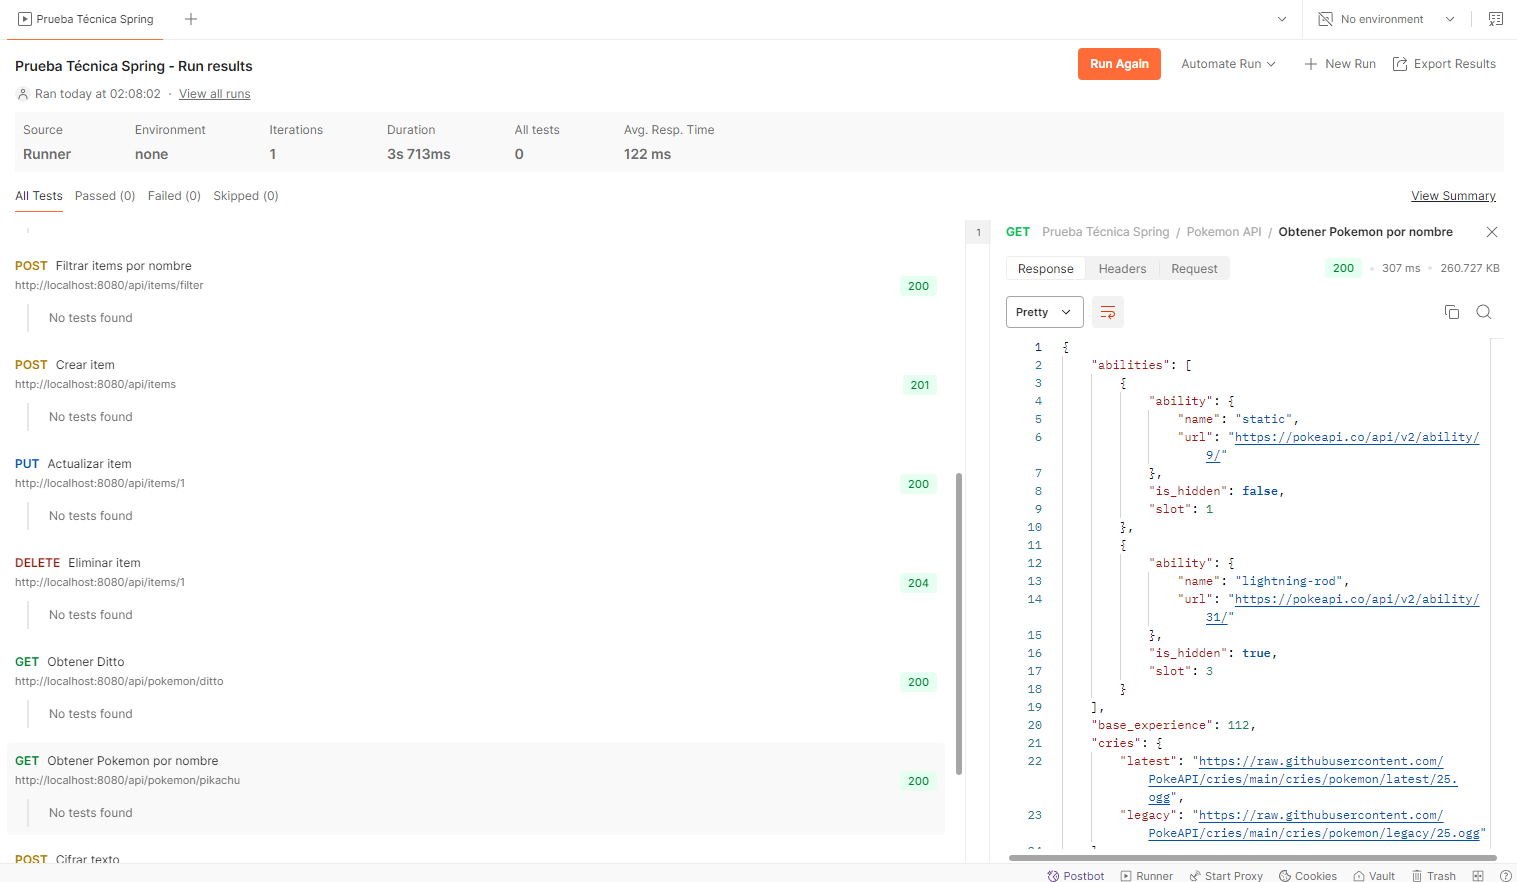 Prueba Técnica Spring
No environment
Prueba Técnica Spring - Run results
Run Again
Automate Run
New Run
Export Results
Ran today at 02:08:02 · View all runs
Source
Environment
Iterations
Duration
All tests
Avg. Resp. Time
Runner
none
1
3s 713ms
0
122 ms
All Tests
Passed (0)
Failed (0)
Skipped (0)
View Summary
POST Filtrar items por nombre
http://localhost:8080/api/items/filter
200
No tests found
POST Crear item
http://localhost:8080/api/items
201
No tests found
PUT Actualizar item
http://localhost:8080/api/items/1
200
No tests found
DELETE Eliminar item
http://localhost:8080/api/items/1
204
No tests found
GET Obtener Ditto
http://localhost:8080/api/pokemon/ditto
200
No tests found
GET Obtener Pokemon por nombre
http://localhost:8080/api/pokemon/pikachu
200
No tests found
POST Cifrar texto
1
GET Prueba Técnica Spring / Pokemon API / Obtener Pokemon por nombre
Response
Headers
Request
200 • 307 ms • 260.727 KB
Pretty
1 {
2 "abilities": [
3 {
4 "ability": {
5 "name": "static",
6 "url": "https://pokeapi.co/api/v2/ability/
9/"
7 },
8 "is_hidden": false,
9 "slot": 1
10 },
11 {
12 "ability": {
13 "name": "lightning-rod",
14 "url": "https://pokeapi.co/api/v2/ability/
31/"
15 },
16 "is_hidden": true,
17 "slot": 3
18 }
19 ],
20 "base_experience": 112,
21 "cries": {
22 "latest": "https://raw.githubusercontent.com/
PokeAPI/cries/main/cries/pokemon/latest/25.
ogg",
23 "legacy": "https://raw.githubusercontent.com/
PokeAPI/cries/main/cries/pokemon/legacy/25.ogg"
Postbot
Runner
Start Proxy
Cookies
Vault
Trash